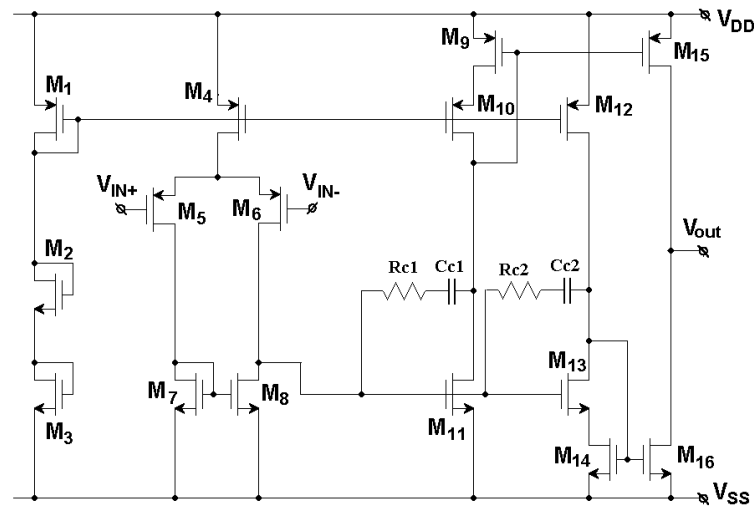 V_DD
M_9
M_15
M_1
M_4
M_10
M_12
V_IN+
V_IN-
M_5
M_6
V_out
M_2
Rc1 Cc1 Rc2 Cc2
M_13
M_7
M_8
M_3
M_11
M_14
M_16
V_SS